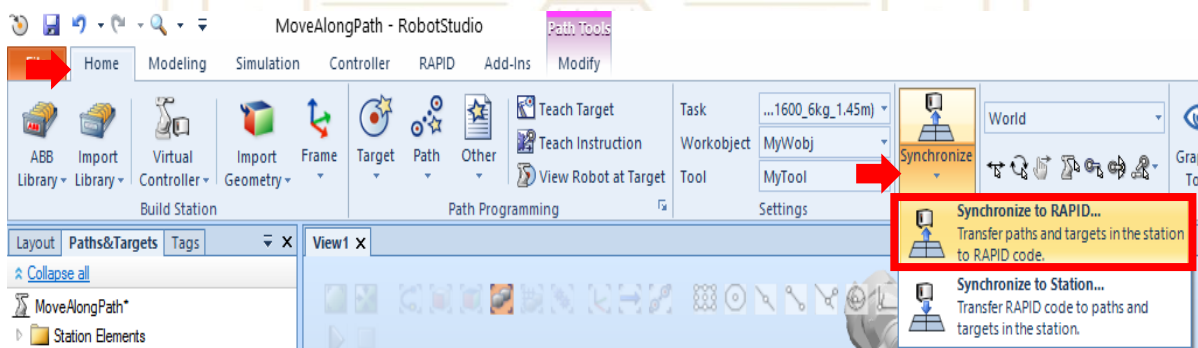 MoveAlongPath - RobotStudio
Path Tools
Home Modeling Simulation Controller RAPID Add-Ins Modify
Teach Target
Teach Instruction
View Robot at Target
ABB Library
Import Library
Virtual Controller
Import Geometry
Frame
Target
Path
Other
Task ...1600_6kg_1.45m)
Workobject MyWobj
Tool MyTool
Synchronize
World
Build Station
Path Programming
Settings
Synchronize to RAPID...
Transfer paths and targets in the station
to RAPID code.
Synchronize to Station...
Transfer RAPID code to paths and
targets in the station.
Layout Paths&Targets Tags
View1
Collapse all
MoveAlongPath*
Station Elements